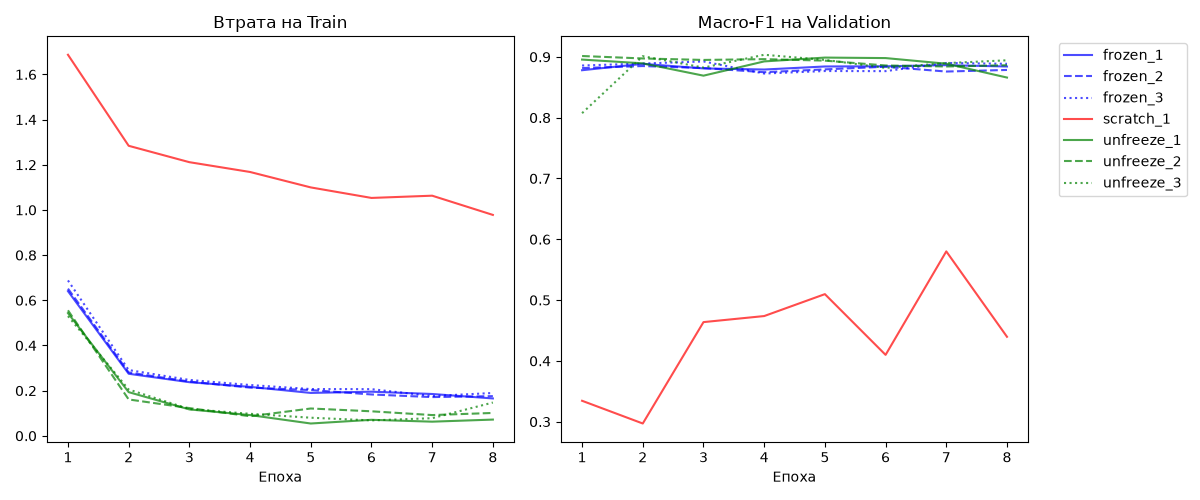 Втрата на Train
1.6
1.4
1.2
1.0
0.8
0.6
0.4
0.2
0.0
1 2 3 4 5 6 7 8
Епоха
Macro-F1 на Validation
0.9
0.8
0.7
0.6
0.5
0.4
0.3
1 2 3 4 5 6 7 8
Епоха
frozen_1
frozen_2
frozen_3
scratch_1
unfreeze_1
unfreeze_2
unfreeze_3